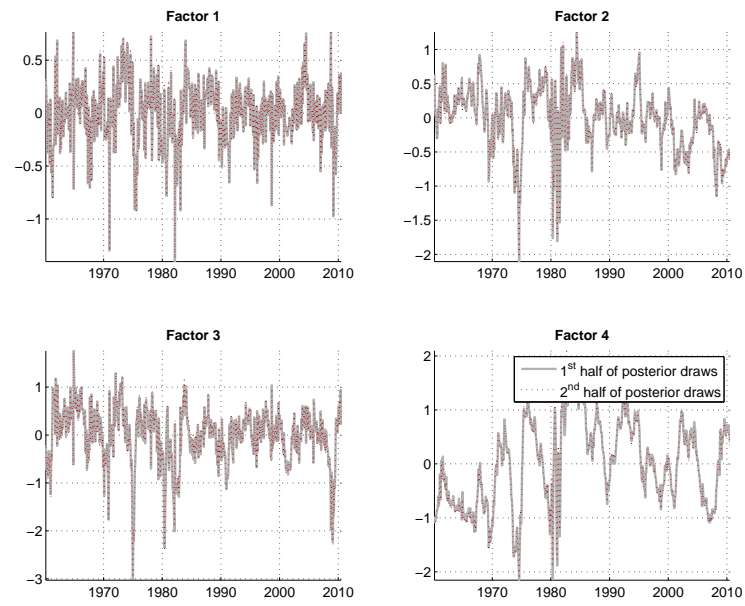 Factor 1
0.5
0
−0.5
−1
1970 1980 1990 2000 2010
Factor 2
1
0.5
0
−0.5
−1
−1.5
−2
1970 1980 1990 2000 2010
Factor 3
1
0
−1
−2
−3
1970 1980 1990 2000 2010
Factor 4
2
1
0
−1
−2
1970 1980 1990 2000 2010
1st half of posterior draws
2nd half of posterior draws